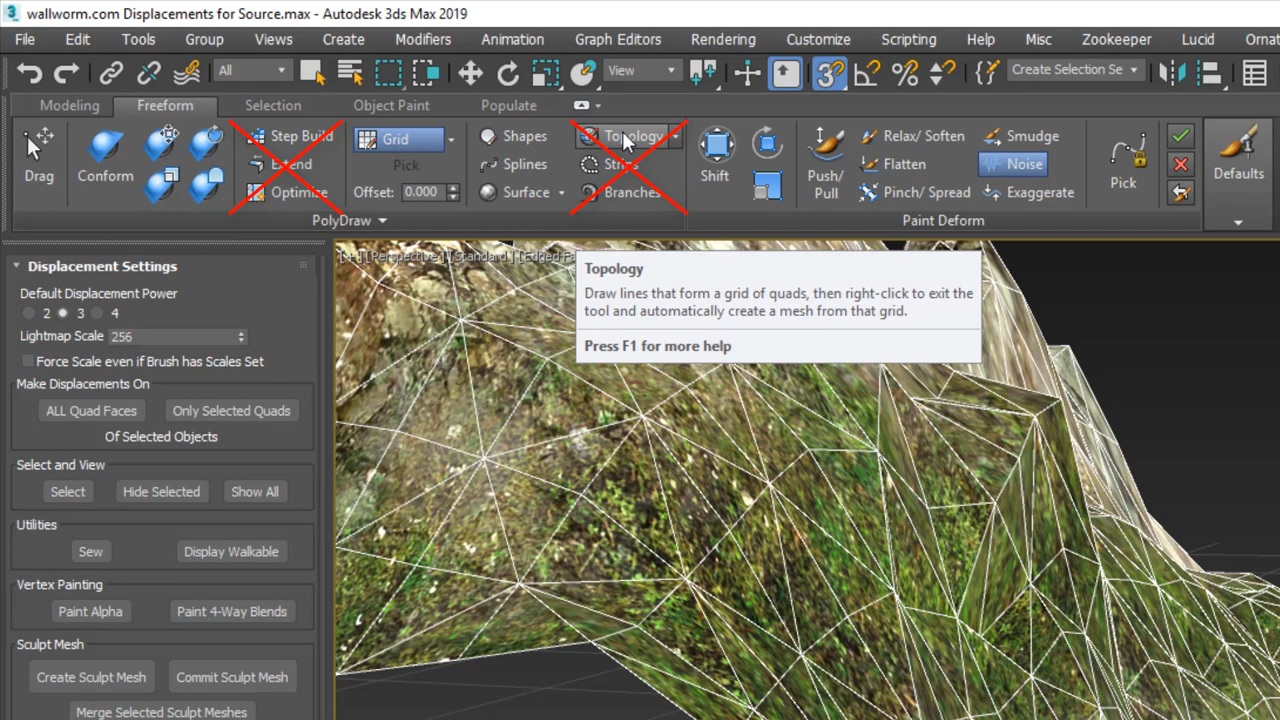 wallworm.com Displacements for Source.max - Autodesk 3ds Max 2019
File Edit Tools Group Views Create Modifiers Animation Graph Editors Rendering Customize Scripting Help Misc Zookeeper Lucid Ornat
All View Create Selection Se
Modeling Freeform Selection Object Paint Populate
Step Build Grid Shapes Topology Relax/ Soften Smudge
Drag Conform Extend Pick Splines Strips Shift Push/ Pull Flatten Noise Pick Defaults
Optimize Offset: 0.000 Surface Branches Pinch/ Spread Exaggerate
PolyDraw Paint Deform
[+] [Perspective] [Standard] [Edged Fa
Displacement Settings
Default Displacement Power
2 3 4
Lightmap Scale 256
Force Scale even if Brush has Scales Set
Make Displacements On
ALL Quad Faces Only Selected Quads
Of Selected Objects
Select and View
Select Hide Selected Show All
Utilities
Sew Display Walkable
Vertex Painting
Paint Alpha Paint 4-Way Blends
Sculpt Mesh
Create Sculpt Mesh Commit Sculpt Mesh
Merge Selected Sculpt Meshes
Topology
Draw lines that form a grid of quads, then right-click to exit the
tool and automatically create a mesh from that grid.
Press F1 for more help